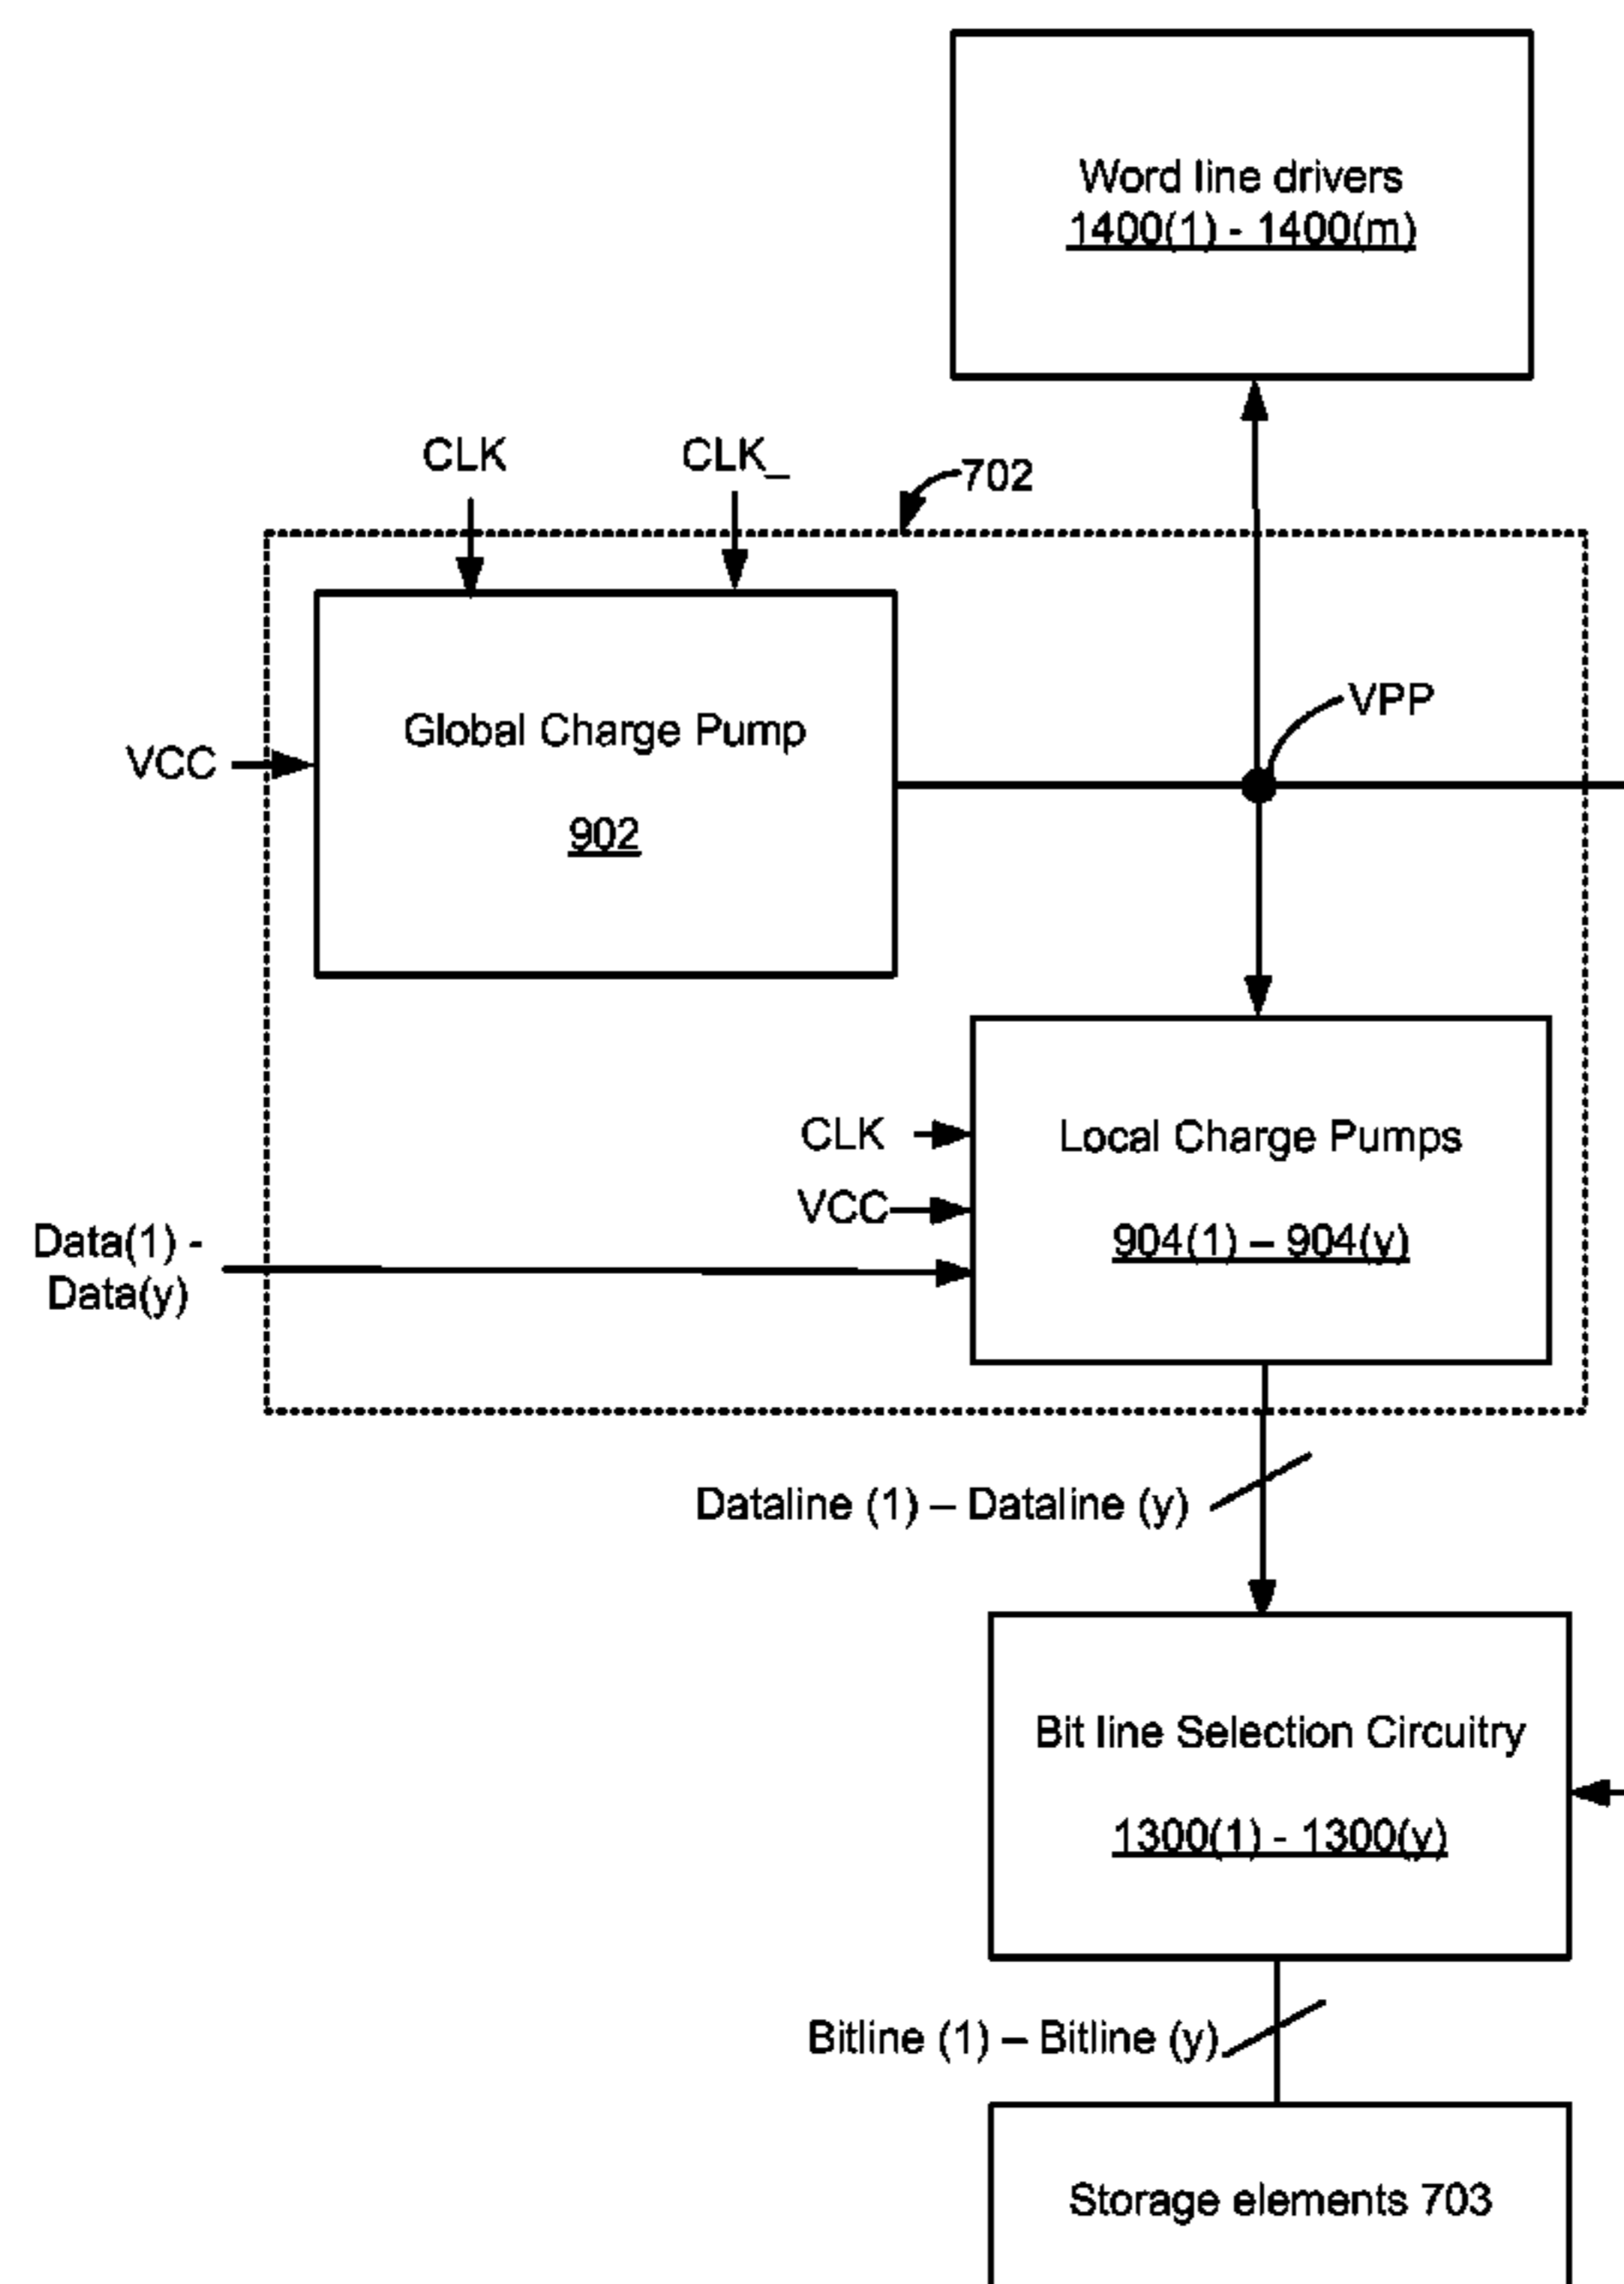 Word line drivers
1400(1) - 1400(m)
CLK
CLK_
702
VPP
Global Charge Pump
VCC
902
CLK
Local Charge Pumps
VCC
904(1) – 904(y)
Data(1) -
Data(y)
Dataline (1) – Dataline (y)
Bit line Selection Circuitry
1300(1) - 1300(y)
Bitline (1) – Bitline (y)
Storage elements 703